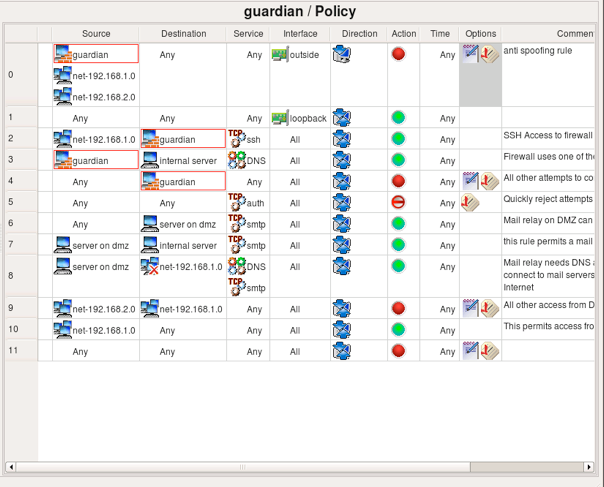 guardian / Policy
Source Destination Service Interface Direction Action Time Options Commen
0 guardian Any Any outside Any anti spoofing rule
net-192.168.1.0
net-192.168.2.0
1 Any Any Any loopback Any
2 net-192.168.1.0 guardian TCP ssh All Any SSH Access to firewall
3 guardian internal server DNS All Any Firewall uses one of the
4 Any guardian Any All Any All other attempts to co
5 Any Any TCP auth All Any Quickly reject attempts
6 Any server on dmz TCP smtp All Any Mail relay on DMZ can
7 server on dmz internal server TCP smtp All Any this rule permits a mail
8 server on dmz net-192.168.1.0 DNS All Any Mail relay needs DNS
TCP smtp connect to mail servers
Internet
9 net-192.168.2.0 net-192.168.1.0 Any All Any All other access from D
10 net-192.168.1.0 Any Any All Any This permits access fro
11 Any Any Any All Any